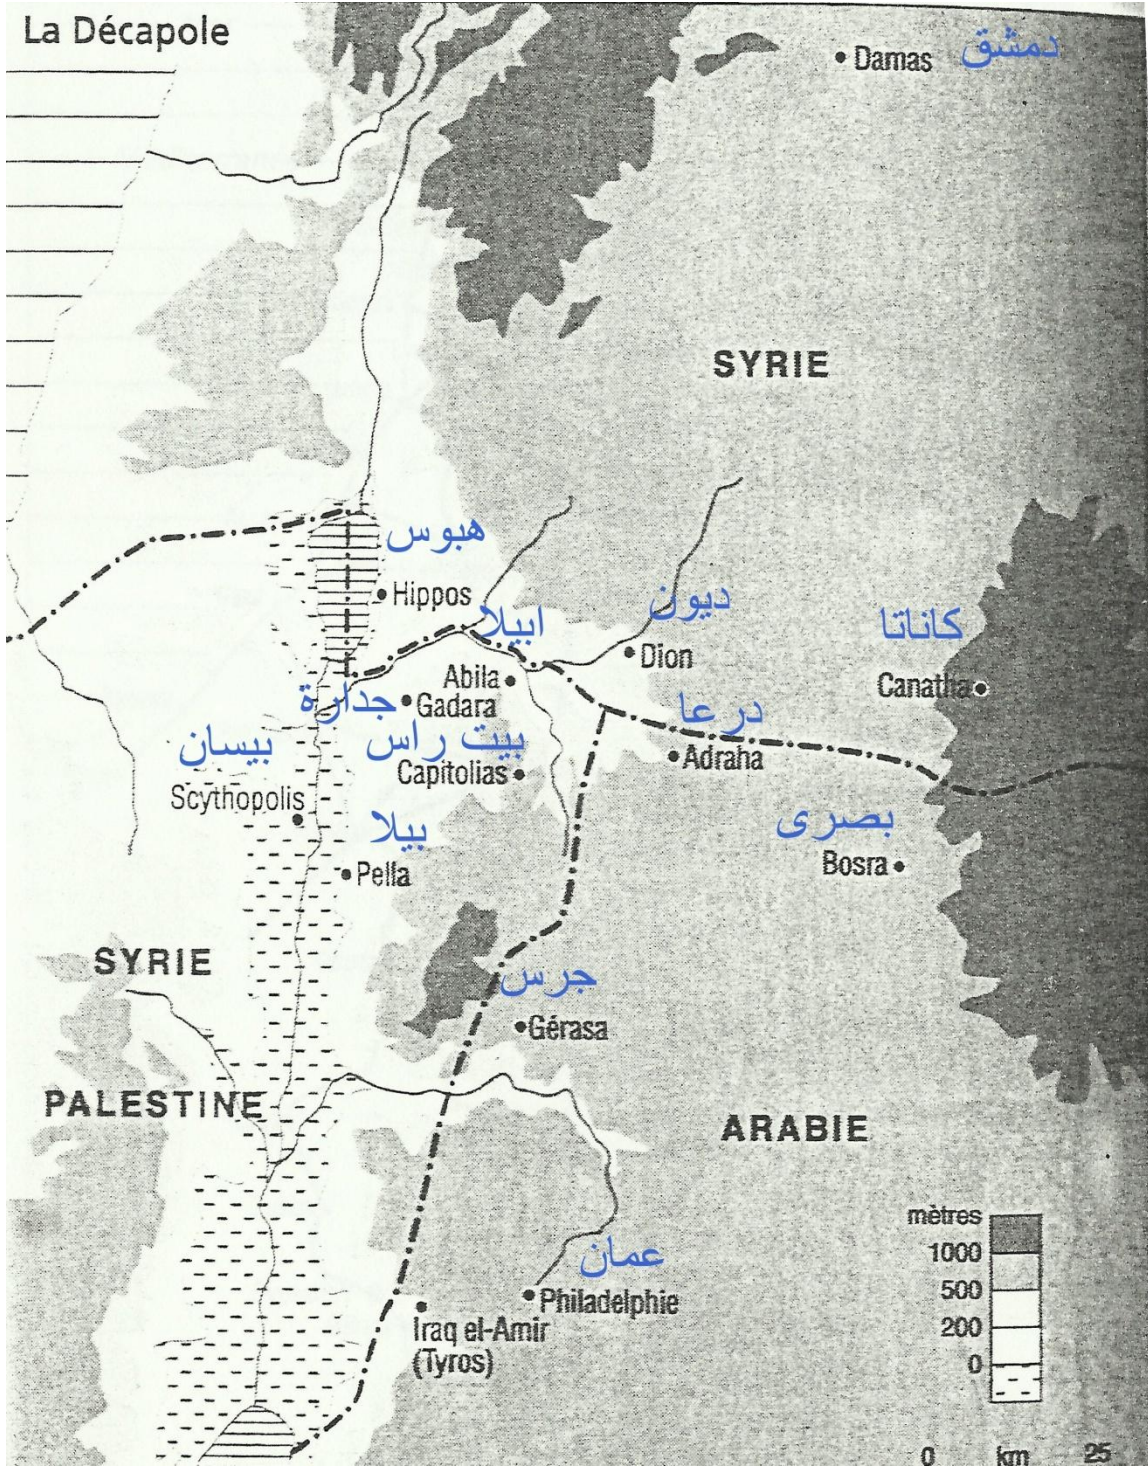 La Décapole
Damas
دمشق
SYRIE
هبوس
Hippos
ديون
Dion
ابيلا
Abila
كاناتا
Canatha
جدارة
Gadara
درعا
Adraha
بيسان
Scythopolis
بيت راس
Capitolias
بصرى
Bosra
بيلا
Pella
SYRIE
جرس
Gérasa
PALESTINE
ARABIE
عمان
Philadelphie
Iraq el-Amir
(Tyros)
mètres
1000
500
200
0
0 km 25